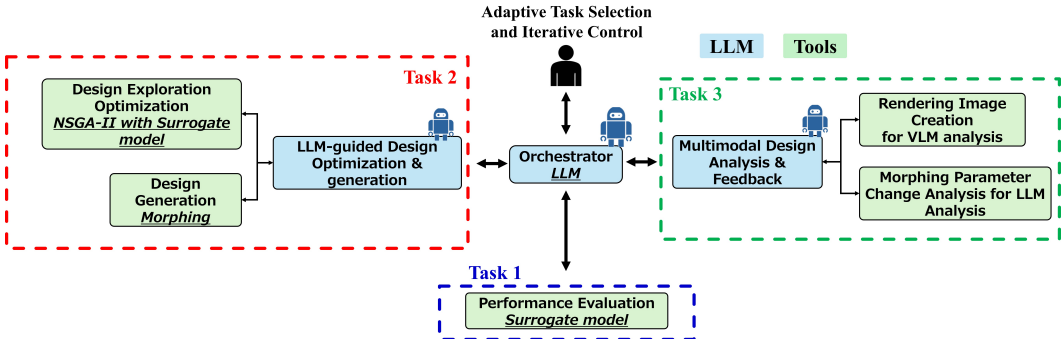 Adaptive Task Selection
and Iterative Control
LLM
Tools
Task 2
Design Exploration
Optimization
NSGA-II with Surrogate
model
Design
Generation
Morphing
LLM-guided Design
Optimization &
generation
Orchestrator
LLM
Task 3
Multimodal Design
Analysis &
Feedback
Rendering Image
Creation
for VLM analysis
Morphing Parameter
Change Analysis for LLM
Analysis
Task 1
Performance Evaluation
Surrogate model